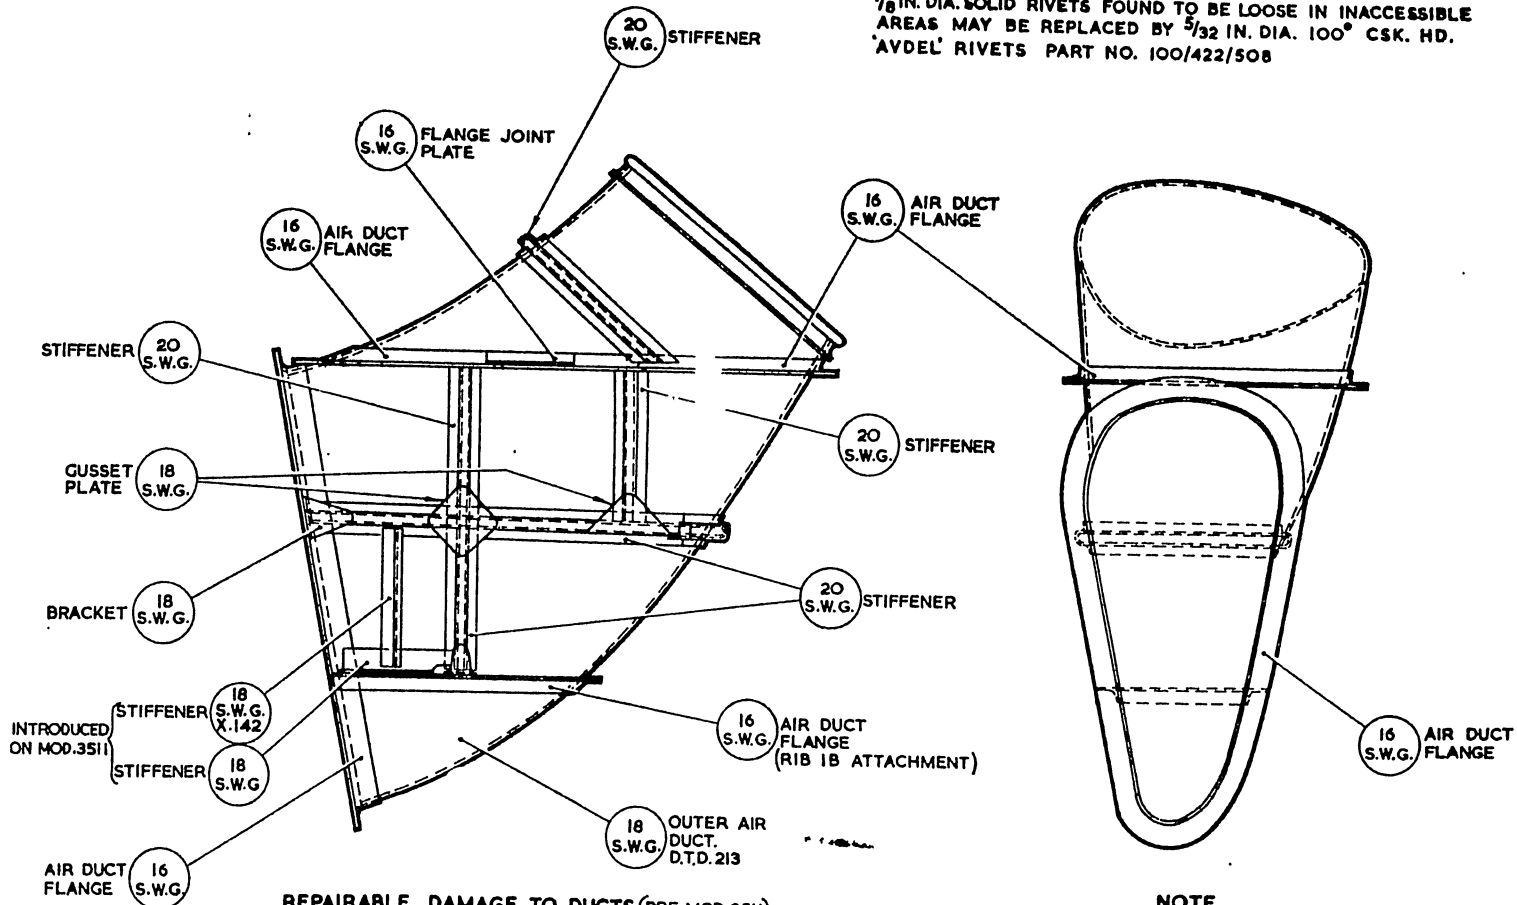 1/8 IN. DIA. SOLID RIVETS FOUND TO BE LOOSE IN INACCESSIBLE
AREAS MAY BE REPLACED BY 5/32 IN. DIA. 100° CSK. HD.
'AVDEL' RIVETS PART NO. 100/422/508
20
S.W.G. STIFFENER
16
S.W.G. FLANGE JOINT
PLATE
16
S.W.G. AIR DUCT
FLANGE
16
S.W.G. AIR DUCT
FLANGE
STIFFENER 20
S.W.G.
20
S.W.G. STIFFENER
GUSSET
PLATE 18
S.W.G.
BRACKET 18
S.W.G.
20
S.W.G. STIFFENER
INTRODUCED
ON MOD.3511
STIFFENER 18
S.W.G.
X.142
STIFFENER 18
S.W.G
16
S.W.G. AIR DUCT
FLANGE
(RIB 1B ATTACHMENT)
16
S.W.G. AIR DUCT
FLANGE
18
S.W.G. OUTER AIR
DUCT.
D.T.D. 213
AIR DUCT
FLANGE 16
S.W.G.
REPAIRABLE DAMAGE TO DUCTS
NOTE